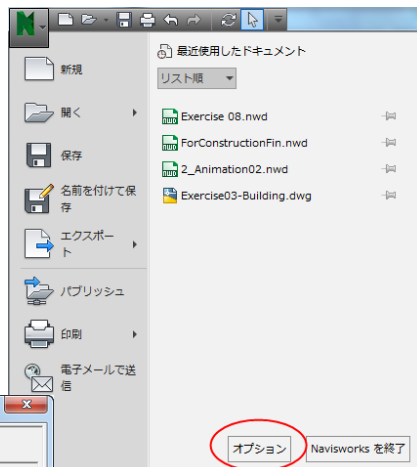 最近使用したドキュメント
リスト順
新規
開く
保存
名前を付けて保
存
エクスポー
ト
パブリッシュ
印刷
電子メールで送
信
Exercise 08.nwd
ForConstructionFin.nwd
2_Animation02.nwd
Exercise03-Building.dwg
オプション
Navisworks を終了